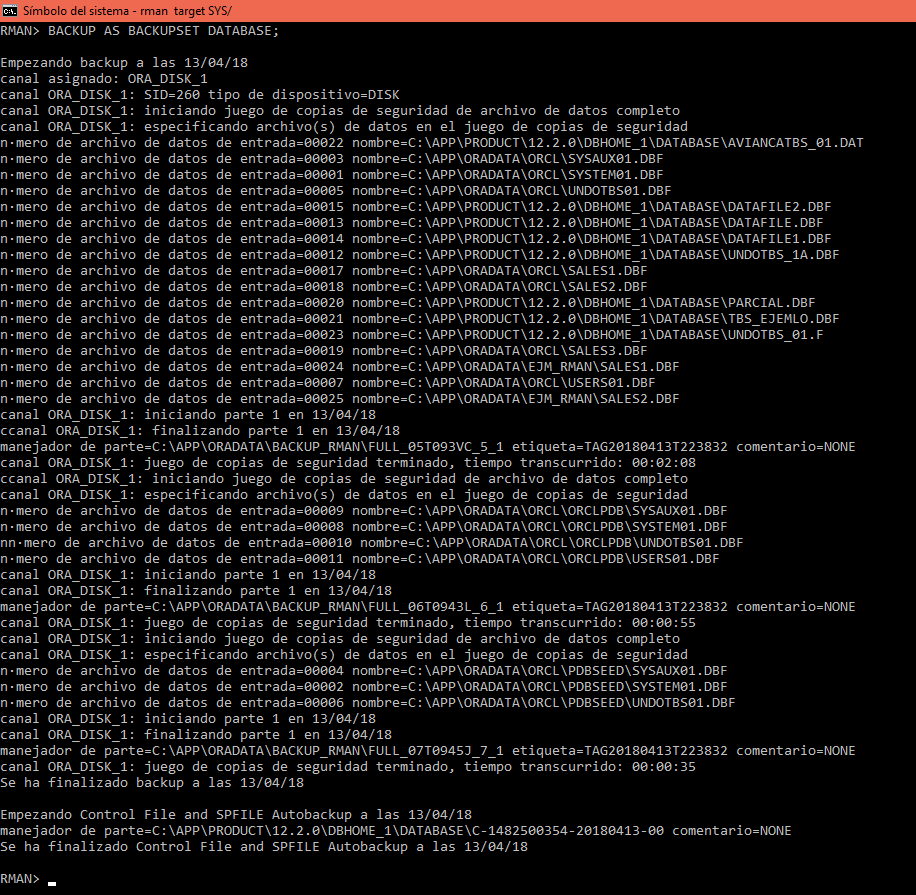 Símbolo del sistema - rman target SYS/
RMAN> BACKUP AS BACKUPSET DATABASE;
Empezando backup a las 13/04/18
canal asignado: ORA_DISK_1
canal ORA_DISK_1: SID=260 tipo de dispositivo=DISK
canal ORA_DISK_1: iniciando juego de copias de seguridad de archivo de datos completo
canal ORA_DISK_1: especificando archivo(s) de datos en el juego de copias de seguridad
n·mero de archivo de datos de entrada=00022 nombre=C:\APP\PRODUCT\12.2.0\DBHOME_1\DATABASE\AVIANCATBS_01.DAT
n·mero de archivo de datos de entrada=00003 nombre=C:\APP\ORADATA\ORCL\SYSAUX01.DBF
n·mero de archivo de datos de entrada=00001 nombre=C:\APP\ORADATA\ORCL\SYSTEM01.DBF
n·mero de archivo de datos de entrada=00005 nombre=C:\APP\ORADATA\ORCL\UNDOTBS01.DBF
n·mero de archivo de datos de entrada=00015 nombre=C:\APP\PRODUCT\12.2.0\DBHOME_1\DATABASE\DATAFILE2.DBF
n·mero de archivo de datos de entrada=00013 nombre=C:\APP\PRODUCT\12.2.0\DBHOME_1\DATABASE\DATAFILE.DBF
n·mero de archivo de datos de entrada=00014 nombre=C:\APP\PRODUCT\12.2.0\DBHOME_1\DATABASE\DATAFILE1.DBF
n·mero de archivo de datos de entrada=00012 nombre=C:\APP\PRODUCT\12.2.0\DBHOME_1\DATABASE\UNDOTBS_1A.DBF
n·mero de archivo de datos de entrada=00017 nombre=C:\APP\ORADATA\ORCL\SALES1.DBF
n·mero de archivo de datos de entrada=00018 nombre=C:\APP\ORADATA\ORCL\SALES2.DBF
n·mero de archivo de datos de entrada=00020 nombre=C:\APP\PRODUCT\12.2.0\DBHOME_1\DATABASE\PARCIAL.DBF
n·mero de archivo de datos de entrada=00021 nombre=C:\APP\PRODUCT\12.2.0\DBHOME_1\DATABASE\TBS_EJEMLO.DBF
n·mero de archivo de datos de entrada=00023 nombre=C:\APP\PRODUCT\12.2.0\DBHOME_1\DATABASE\UNDOTBS_01.F
n·mero de archivo de datos de entrada=00019 nombre=C:\APP\ORADATA\ORCL\SALES3.DBF
n·mero de archivo de datos de entrada=00024 nombre=C:\APP\ORADATA\EJM_RMAN\SALES1.DBF
n·mero de archivo de datos de entrada=00007 nombre=C:\APP\ORADATA\ORCL\USERS01.DBF
n·mero de archivo de datos de entrada=00025 nombre=C:\APP\ORADATA\EJM_RMAN\SALES2.DBF
canal ORA_DISK_1: iniciando parte 1 en 13/04/18
ccanal ORA_DISK_1: finalizando parte 1 en 13/04/18
manejador de parte=C:\APP\ORADATA\BACKUP_RMAN\FULL_05T093VC_5_1 etiqueta=TAG20180413T223832 comentario=NONE
canal ORA_DISK_1: juego de copias de seguridad terminado, tiempo transcurrido: 00:02:08
ccanal ORA_DISK_1: iniciando juego de copias de seguridad de archivo de datos completo
canal ORA_DISK_1: especificando archivo(s) de datos en el juego de copias de seguridad
n·mero de archivo de datos de entrada=00009 nombre=C:\APP\ORADATA\ORCL\ORCLPDB\SYSAUX01.DBF
n·mero de archivo de datos de entrada=00008 nombre=C:\APP\ORADATA\ORCL\ORCLPDB\SYSTEM01.DBF
nn·mero de archivo de datos de entrada=00010 nombre=C:\APP\ORADATA\ORCL\ORCLPDB\UNDOTBS01.DBF
n·mero de archivo de datos de entrada=00011 nombre=C:\APP\ORADATA\ORCL\ORCLPDB\USERS01.DBF
canal ORA_DISK_1: iniciando parte 1 en 13/04/18
canal ORA_DISK_1: finalizando parte 1 en 13/04/18
manejador de parte=C:\APP\ORADATA\BACKUP_RMAN\FULL_06T0943L_6_1 etiqueta=TAG20180413T223832 comentario=NONE
canal ORA_DISK_1: juego de copias de seguridad terminado, tiempo transcurrido: 00:00:55
canal ORA_DISK_1: iniciando juego de copias de seguridad de archivo de datos completo
canal ORA_DISK_1: especificando archivo(s) de datos en el juego de copias de seguridad
n·mero de archivo de datos de entrada=00004 nombre=C:\APP\ORADATA\ORCL\PDBSEED\SYSAUX01.DBF
n·mero de archivo de datos de entrada=00002 nombre=C:\APP\ORADATA\ORCL\PDBSEED\SYSTEM01.DBF
n·mero de archivo de datos de entrada=00006 nombre=C:\APP\ORADATA\ORCL\PDBSEED\UNDOTBS01.DBF
canal ORA_DISK_1: iniciando parte 1 en 13/04/18
canal ORA_DISK_1: finalizando parte 1 en 13/04/18
manejador de parte=C:\APP\ORADATA\BACKUP_RMAN\FULL_07T0945J_7_1 etiqueta=TAG20180413T223832 comentario=NONE
canal ORA_DISK_1: juego de copias de seguridad terminado, tiempo transcurrido: 00:00:35
Se ha finalizado backup a las 13/04/18
Empezando Control File and SPFILE Autobackup a las 13/04/18
manejador de parte=C:\APP\PRODUCT\12.2.0\DBHOME_1\DATABASE\C-1482500354-20180413-00 comentario=NONE
Se ha finalizado Control File and SPFILE Autobackup a las 13/04/18
RMAN>